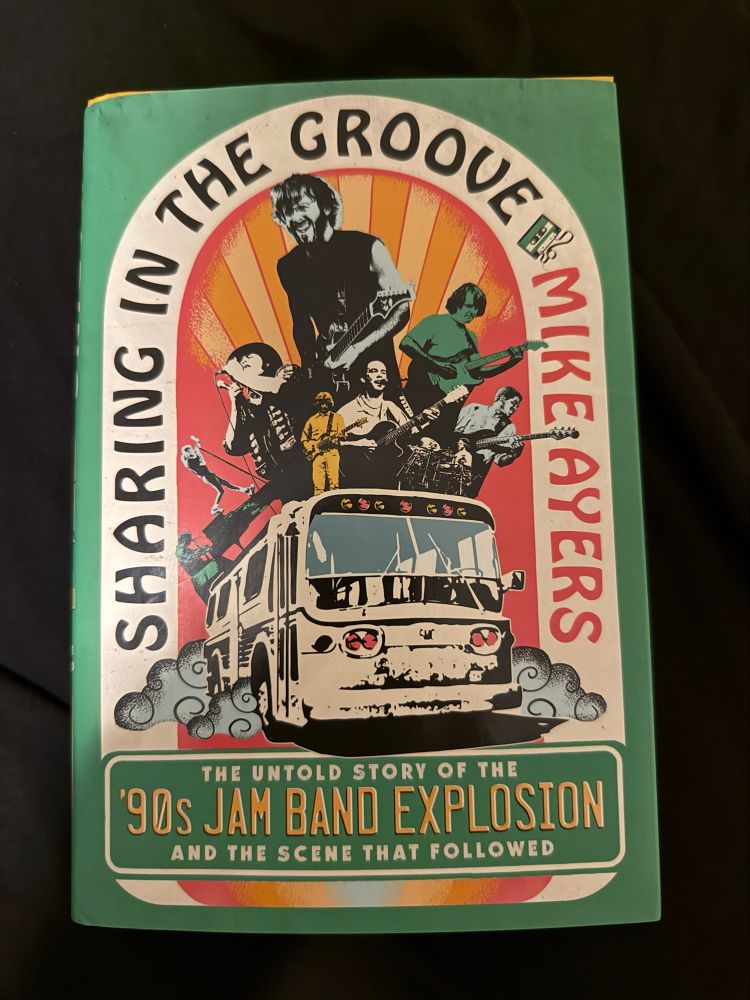 SHARING IN THE GROOVE
MIKE AYERS
GMC
THE UNTOLD STORY OF THE
'90s JAM BAND EXPLOSION
AND THE SCENE THAT FOLLOWED